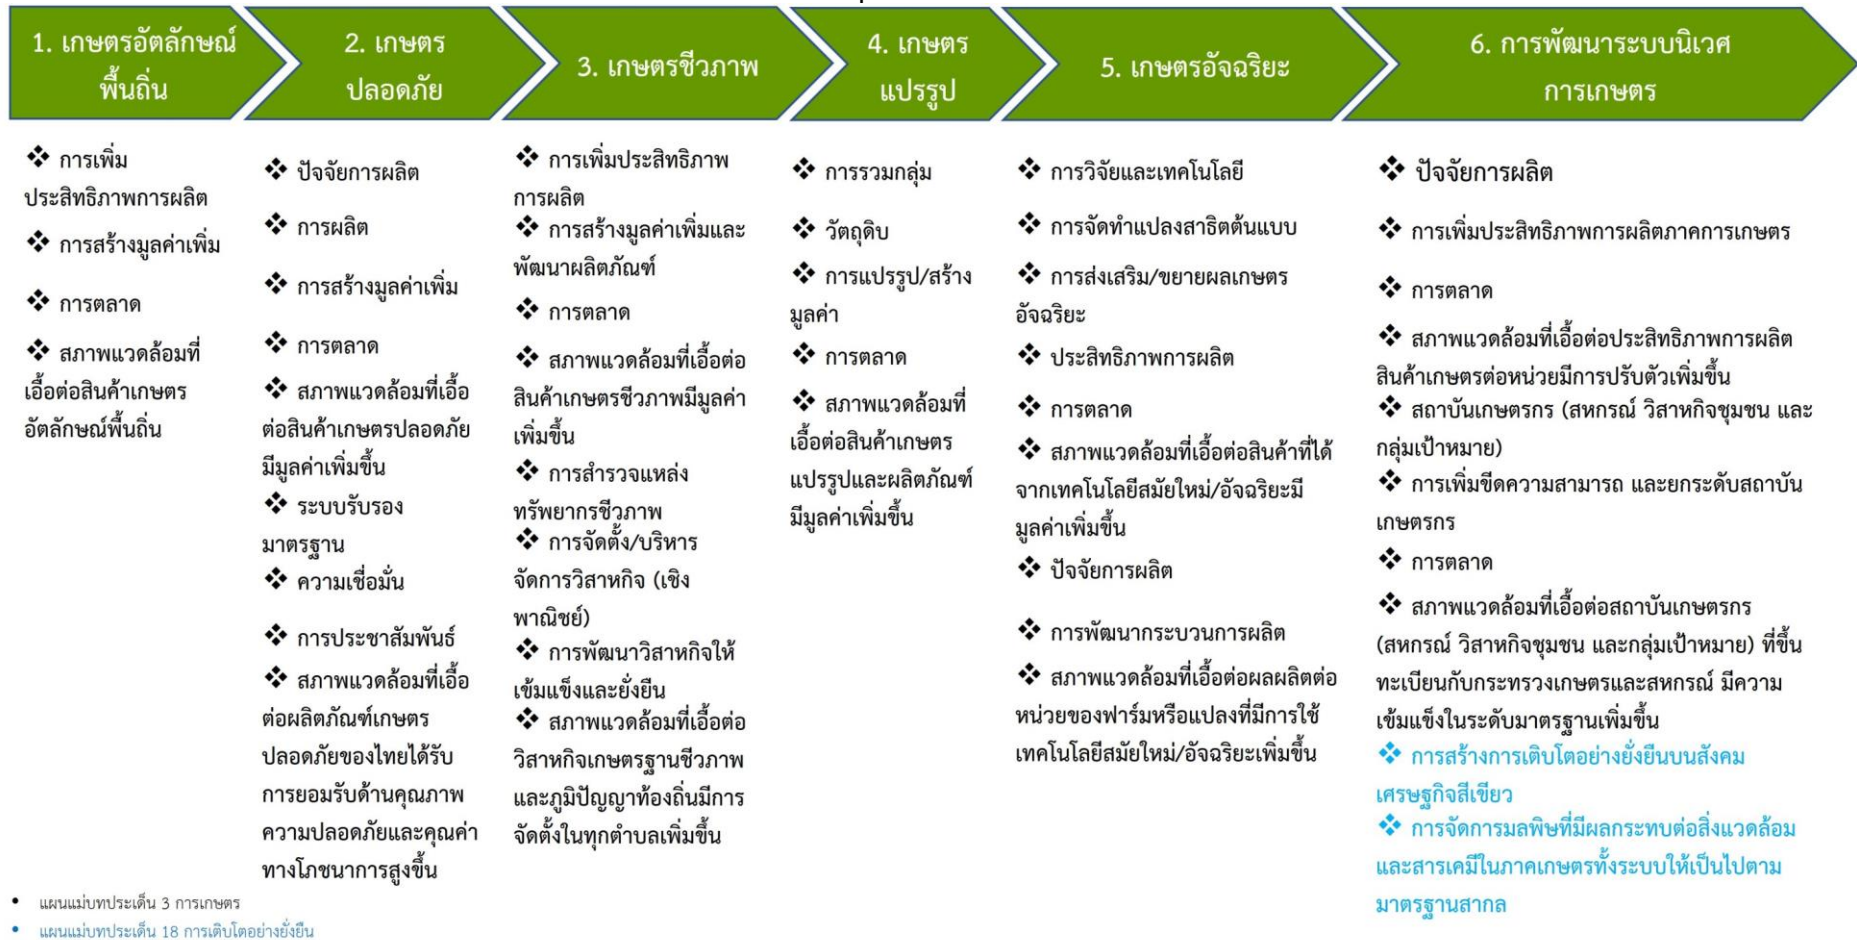 1. เกษตรอัตลักษณ์
พื้นถิ่น
❖ การเพิ่ม
ประสิทธิภาพการผลิต
❖ การสร้างมูลค่าเพิ่ม
❖ การตลาด
❖ สภาพแวดล้อมที่
เอื้อต่อสินค้าเกษตร
อัตลักษณ์พื้นถิ่น
2. เกษตร
ปลอดภัย
❖ ปัจจัยการผลิต
❖ การผลิต
❖ การสร้างมูลค่าเพิ่ม
❖ การตลาด
❖ สภาพแวดล้อมที่เอื้อ
ต่อสินค้าเกษตรปลอดภัย
มีมูลค่าเพิ่มขึ้น
❖ ระบบรับรอง
มาตรฐาน
❖ ความเชื่อมั่น
❖ การประชาสัมพันธ์
❖ สภาพแวดล้อมที่เอื้อ
ต่อผลิตภัณฑ์เกษตร
ปลอดภัยของไทยได้รับ
การยอมรับด้านคุณภาพ
ความปลอดภัยและคุณค่า
ทางโภชนาการสูงขึ้น
3. เกษตรชีวภาพ
❖ การเพิ่มประสิทธิภาพ
การผลิต
❖ การสร้างมูลค่าเพิ่มและ
พัฒนาผลิตภัณฑ์
❖ การตลาด
❖ สภาพแวดล้อมที่เอื้อต่อ
สินค้าเกษตรชีวภาพมีมูลค่า
เพิ่มขึ้น
❖ การสำรวจแหล่ง
ทรัพยากรชีวภาพ
❖ การจัดตั้ง/บริหาร
จัดการวิสาหกิจ (เชิง
พาณิชย์)
❖ การพัฒนาวิสาหกิจให้
เข้มแข็งและยั่งยืน
❖ สภาพแวดล้อมที่เอื้อต่อ
วิสาหกิจเกษตรฐานชีวภาพ
และภูมิปัญญาท้องถิ่นมีการ
จัดตั้งในทุกตำบลเพิ่มขึ้น
4. เกษตร
แปรรูป
❖ การรวมกลุ่ม
❖ วัตถุดิบ
❖ การแปรรูป/สร้าง
มูลค่า
❖ การตลาด
❖ สภาพแวดล้อมที่
เอื้อต่อสินค้าเกษตร
แปรรูปและผลิตภัณฑ์
มีมูลค่าเพิ่มขึ้น
5. เกษตรอัจฉริยะ
❖ การวิจัยและเทคโนโลยี
❖ การจัดทำแปลงสาธิตต้นแบบ
❖ การส่งเสริม/ขยายผลเกษตร
อัจฉริยะ
❖ ประสิทธิภาพการผลิต
❖ การตลาด
❖ สภาพแวดล้อมที่เอื้อต่อสินค้าที่ได้
จากเทคโนโลยีสมัยใหม่/อัจฉริยะมี
มูลค่าเพิ่มขึ้น
❖ ปัจจัยการผลิต
❖ การพัฒนากระบวนการผลิต
❖ สภาพแวดล้อมที่เอื้อต่อผลผลิตต่อ
หน่วยของฟาร์มหรือแปลงที่มีการใช้
เทคโนโลยีสมัยใหม่/อัจฉริยะเพิ่มขึ้น
6. การพัฒนาระบบนิเวศ
การเกษตร
❖ ปัจจัยการผลิต
❖ การเพิ่มประสิทธิภาพการผลิตภาคการเกษตร
❖ การตลาด
❖ สภาพแวดล้อมที่เอื้อต่อประสิทธิภาพการผลิต
สินค้าเกษตรต่อหน่วยมีการปรับตัวเพิ่มขึ้น
❖ สถาบันเกษตรกร (สหกรณ์ วิสาหกิจชุมชน และ
กลุ่มเป้าหมาย)
❖ การเพิ่มขีดความสามารถ และยกระดับสถาบัน
เกษตรกร
❖ การตลาด
❖ สภาพแวดล้อมที่เอื้อต่อสถาบันเกษตรกร
(สหกรณ์ วิสาหกิจชุมชน และกลุ่มเป้าหมาย) ที่ขึ้น
ทะเบียนกับกระทรวงเกษตรและสหกรณ์ มีความ
เข้มแข็งในระดับมาตรฐานเพิ่มขึ้น
❖ การสร้างการเติบโตอย่างยั่งยืนบนสังคม
เศรษฐกิจสีเขียว
❖ การจัดการมลพิษที่มีผลกระทบต่อสิ่งแวดล้อม
และสารเคมีในภาคเกษตรทั้งระบบให้เป็นไปตาม
มาตรฐานสากล
• แผนแม่บทประเด็น 3 การเกษตร
• แผนแม่บทประเด็น 18 การเติบโตอย่างยั่งยืน